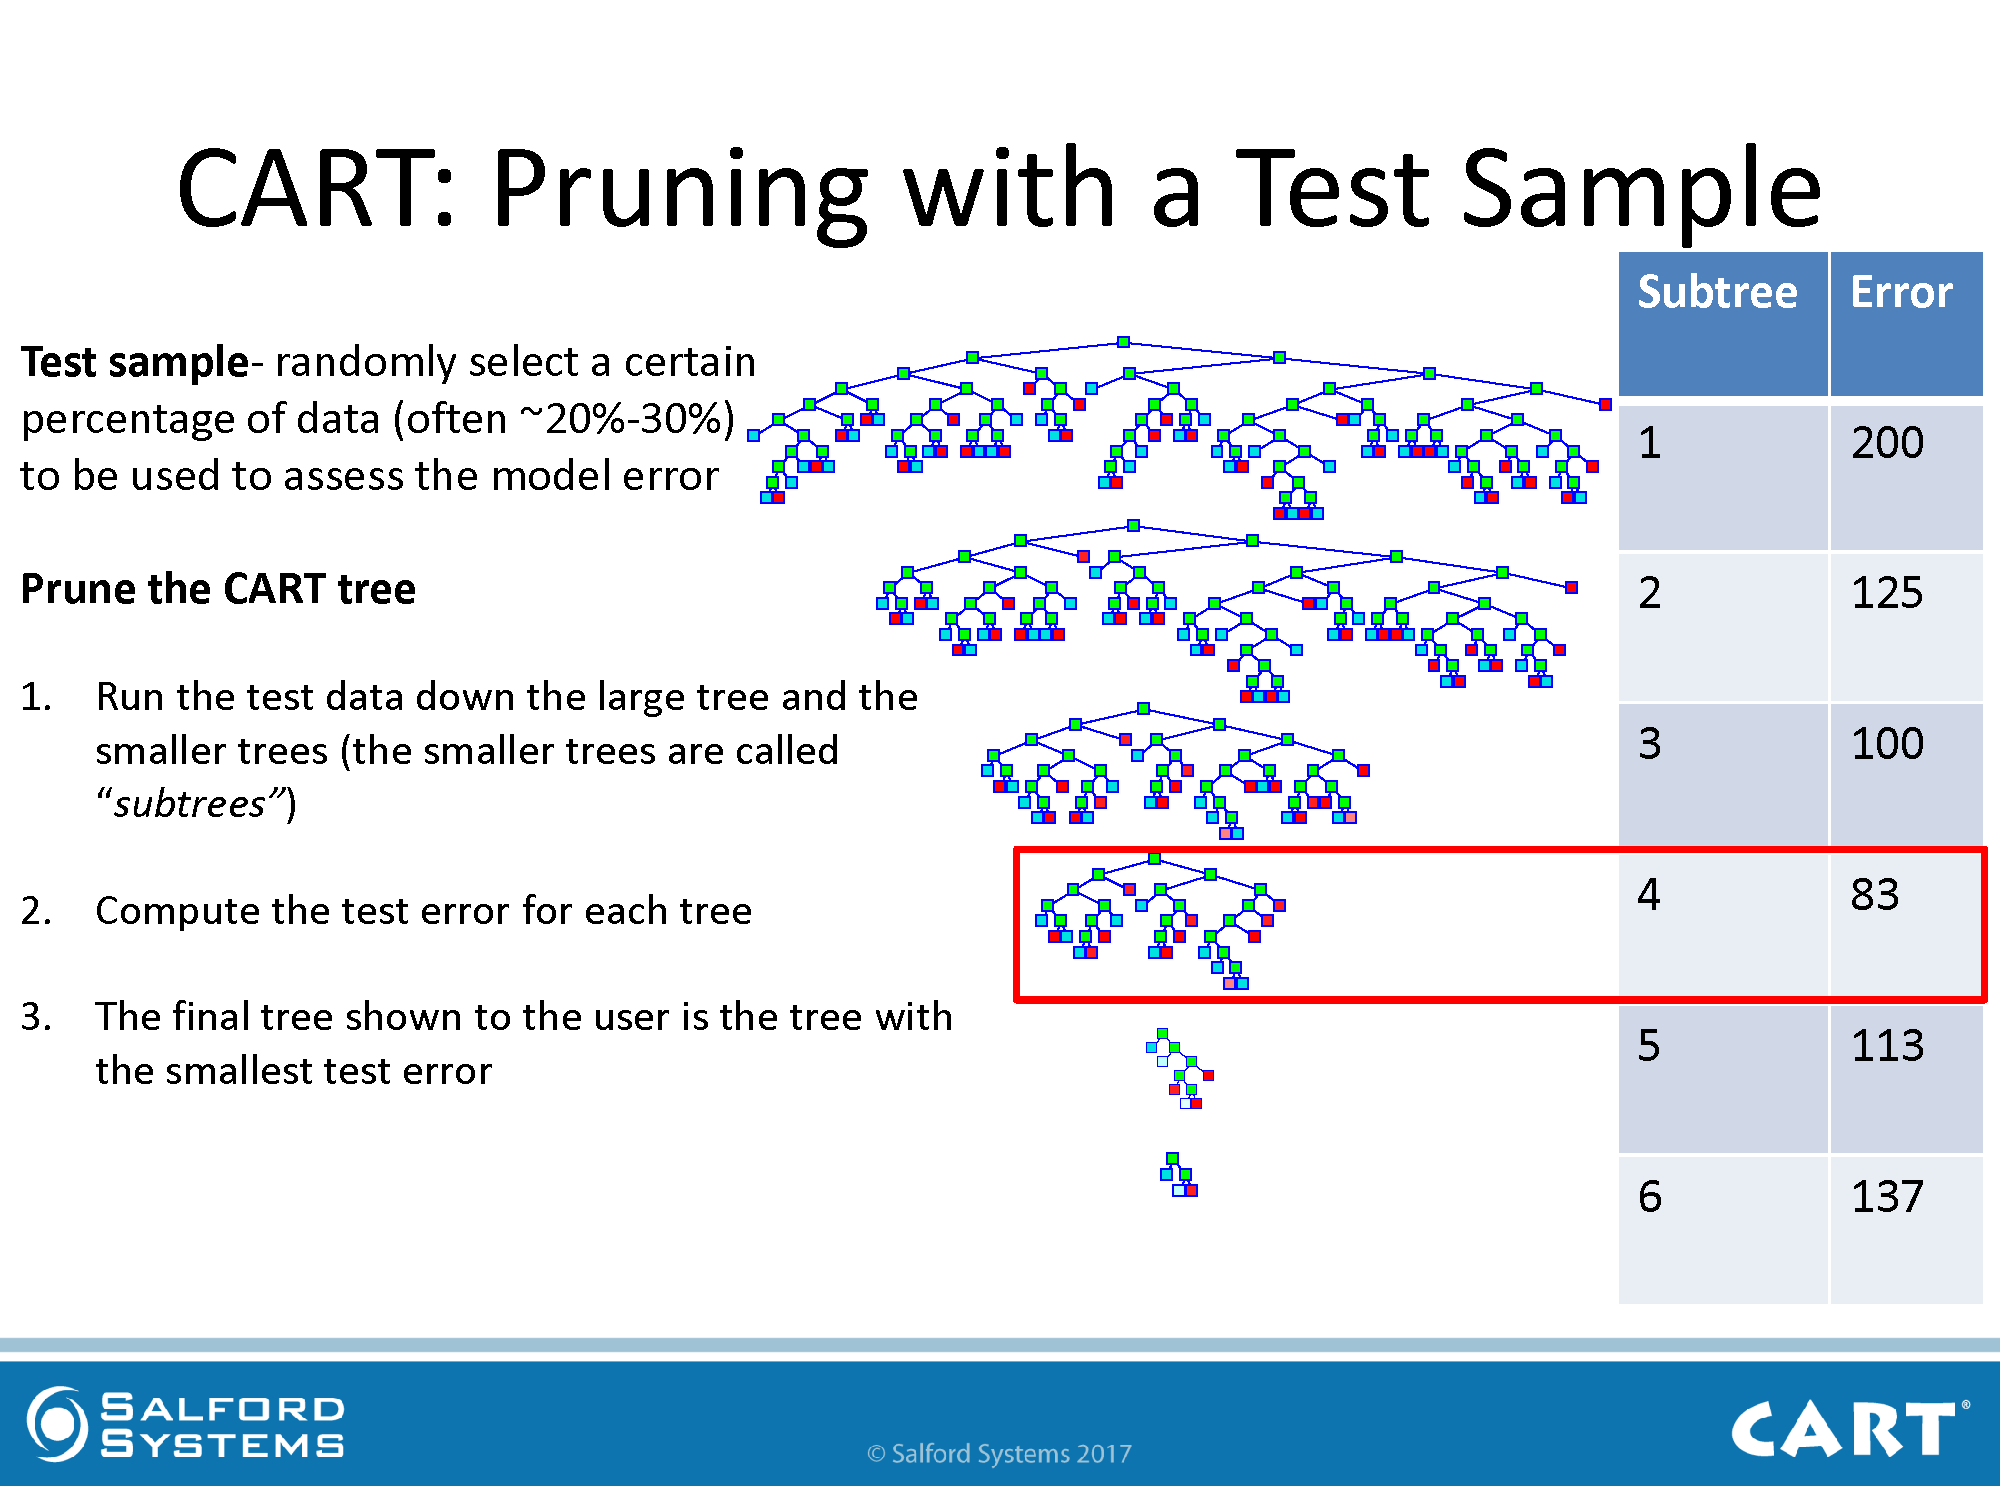 CART: Pruning with a Test Sample
Test sample- randomly select a certain
percentage of data (often ~20%-30%)
to be used to assess the model error
Prune the CART tree
1. Run the test data down the large tree and the
smaller trees (the smaller trees are called
“subtrees”)
2. Compute the test error for each tree
3. The final tree shown to the user is the tree with
the smallest test error
Subtree Error
1 200
2 125
3 100
4 83
5 113
6 137
SALFORD
SYSTEMS
© Salford Systems 2017
CART®